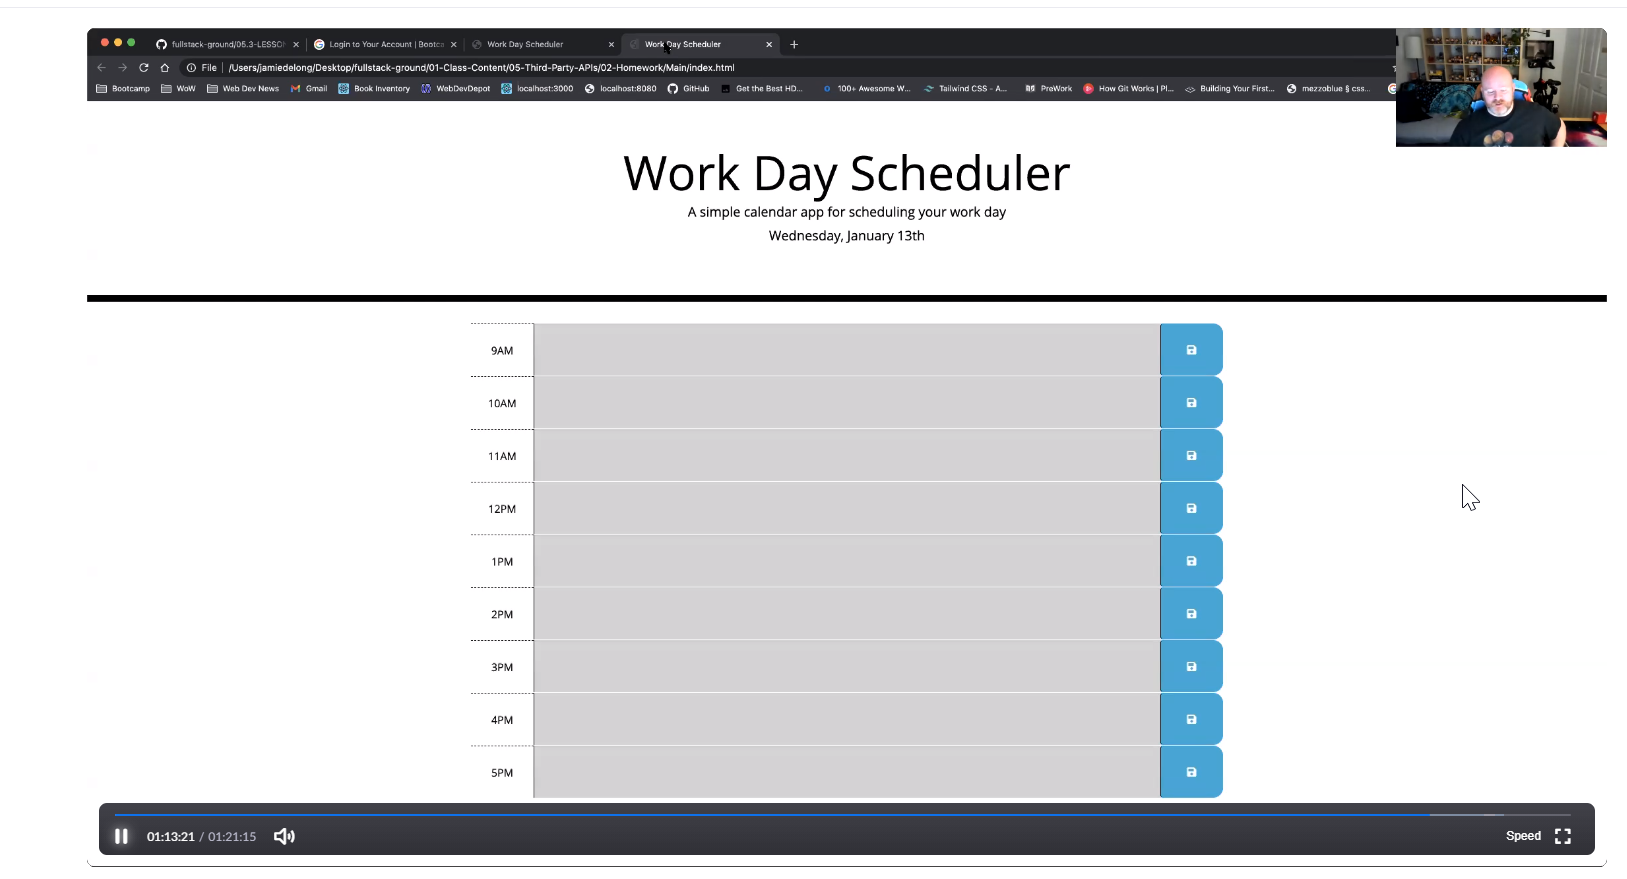 fullstack-ground/05.3-LESSO
Login to Your Account | Bootca
Work Day Scheduler
Work Day Scheduler
File
/Users/jamiedelong/Desktop/fullstack-ground/01-Class-Content/05-Third-Party-APIs/02-Homework/Main/index.html
Bootcamp
WoW
Web Dev News
Gmail
Book Inventory
WebDevDepot
localhost:3000
localhost:8080
GitHub
Get the Best HD...
100+ Awesome W...
Tailwind CSS - A...
PreWork
How Git Works | Pl...
Building Your First...
mezzoblue § css...
Work Day Scheduler
A simple calendar app for scheduling your work day
Wednesday, January 13th
9AM
10AM
11AM
12PM
1PM
2PM
3PM
4PM
5PM
01:13:21 / 01:21:15
Speed